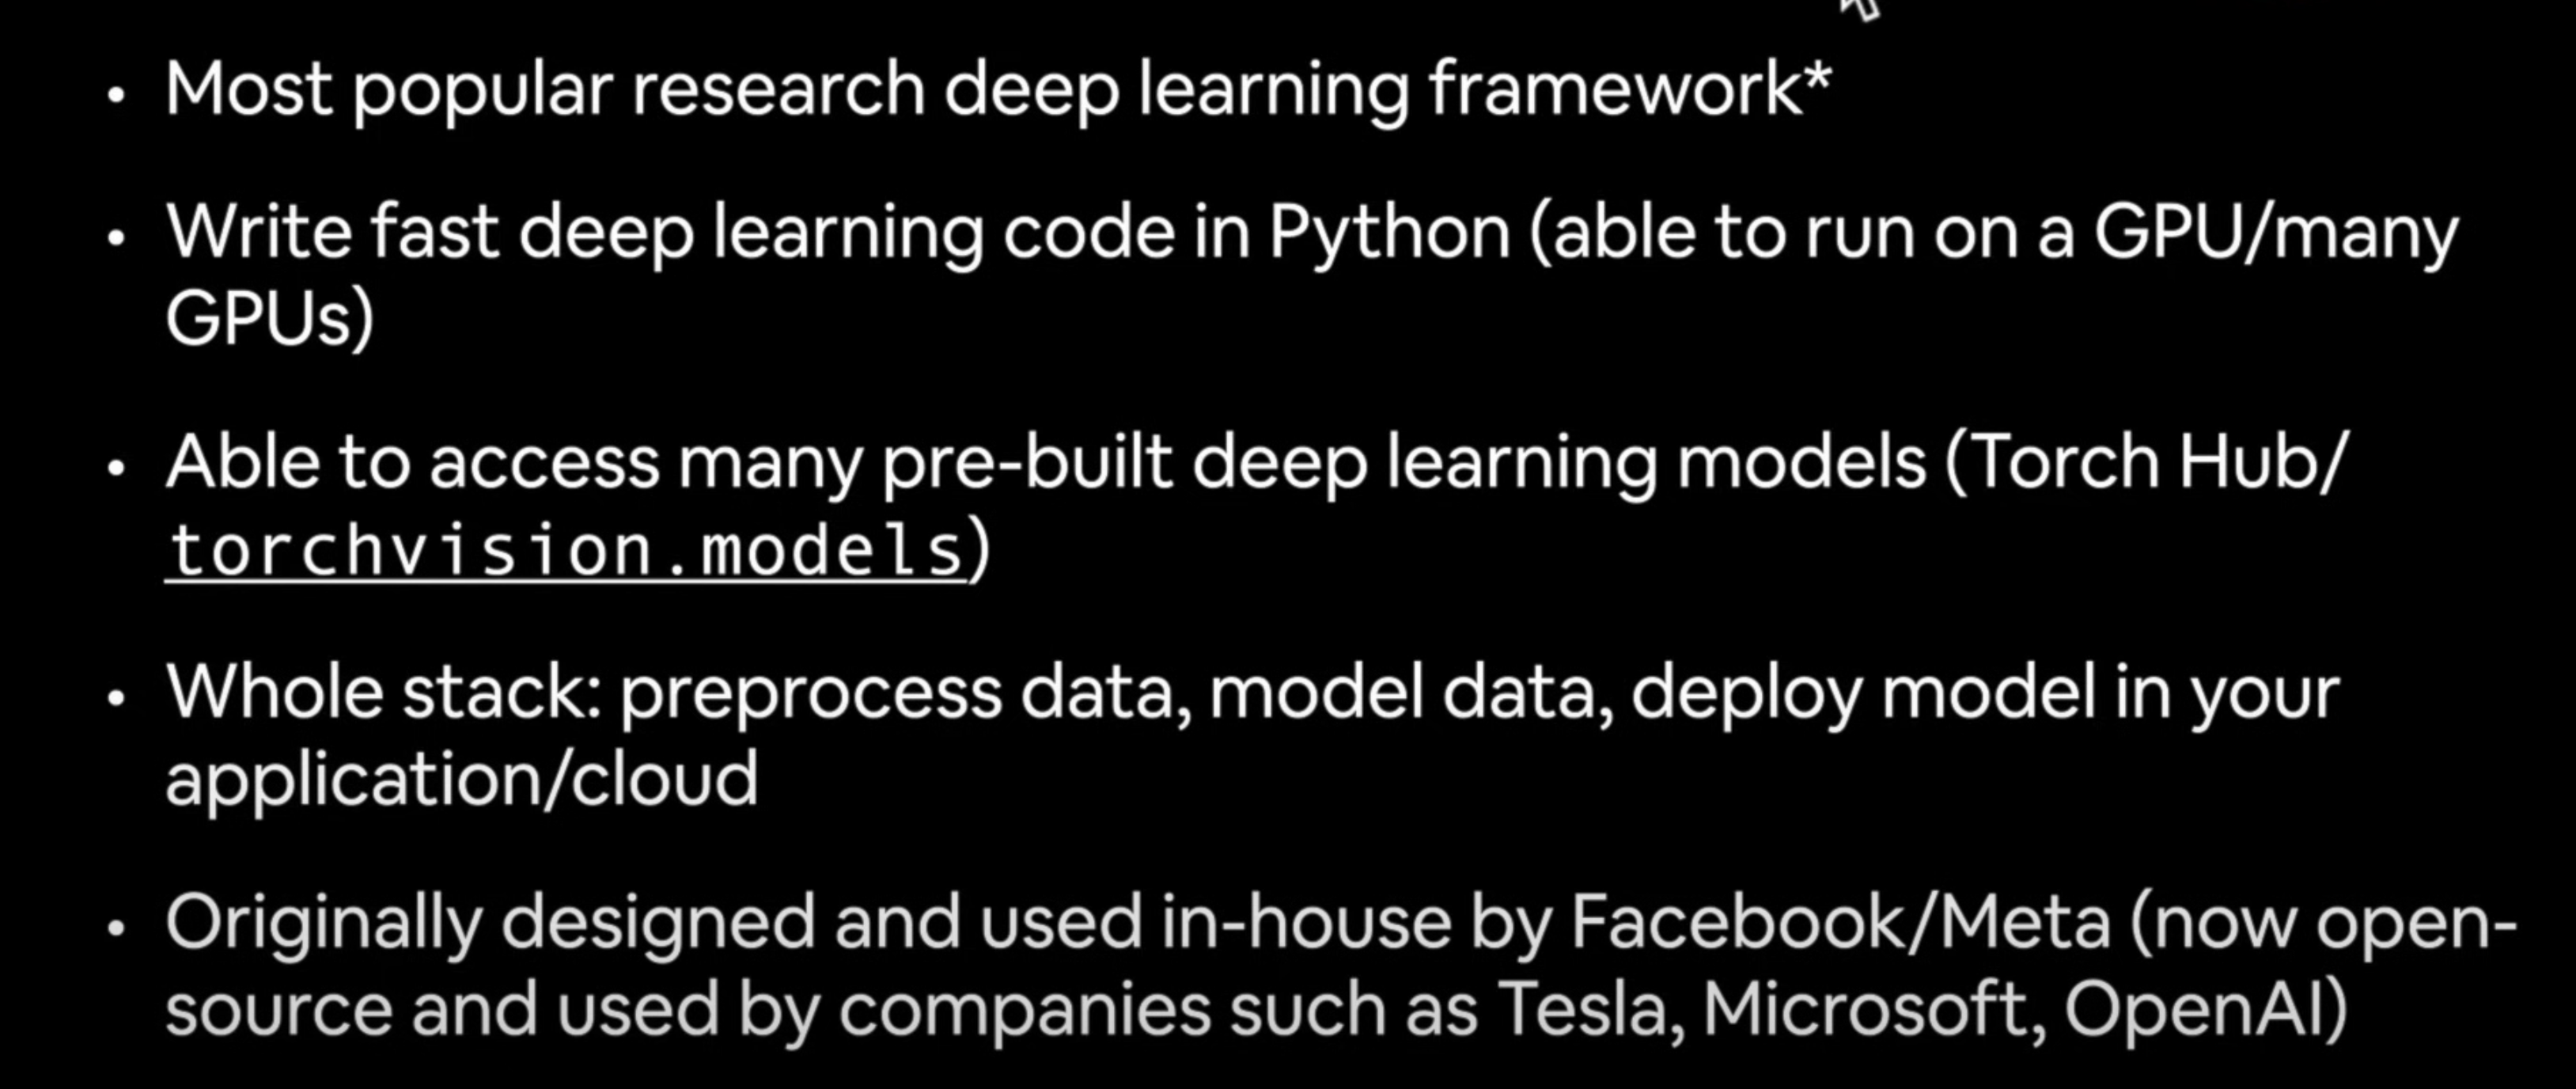 • Most popular research deep learning framework*
• Write fast deep learning code in Python (able to run on a GPU/many
GPUs)
• Able to access many pre-built deep learning models (Torch Hub/
torchvision.models)
• Whole stack: preprocess data, model data, deploy model in your
application/cloud
• Originally designed and used in-house by Facebook/Meta (now open-
source and used by companies such as Tesla, Microsoft, OpenAI)